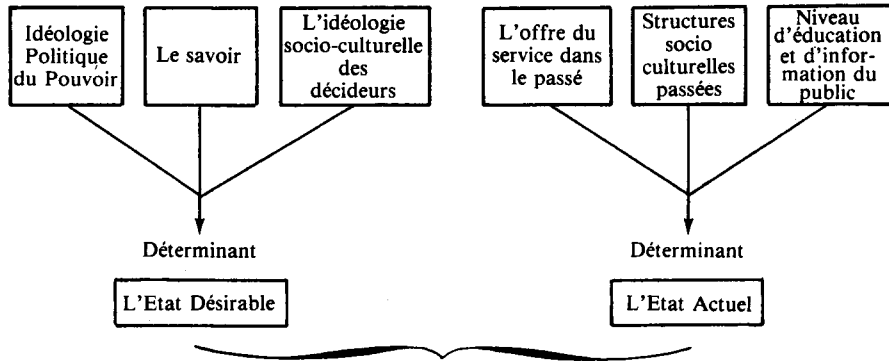 Idéologie
Politique
du Pouvoir
Le savoir
L'idéologie
socio-culturelle
des
décideurs
L'offre du
service dans
le passé
Structures
socio
culturelles
passées
Niveau
d'éducation
et d'infor-
mation du
public
Déterminant
L'Etat Désirable
Déterminant
L'Etat Actuel